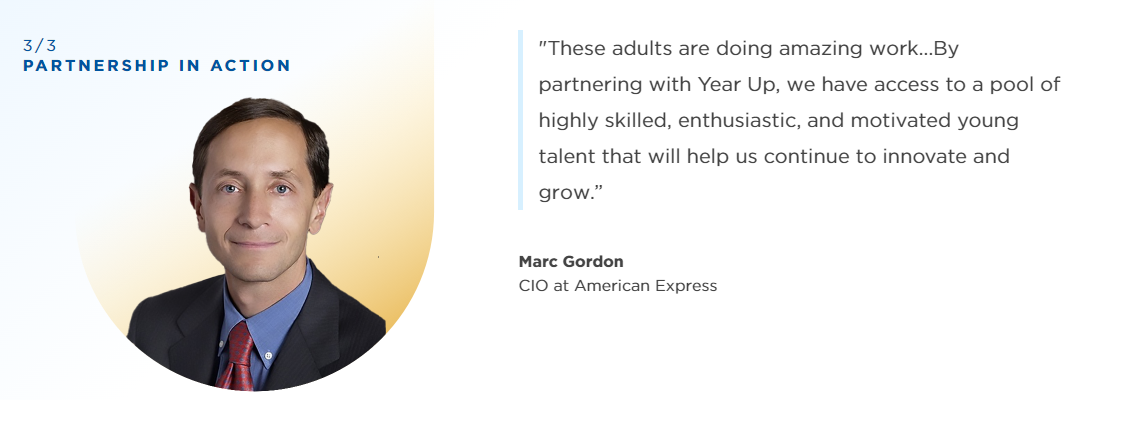 3/3
PARTNERSHIP IN ACTION
"These adults are doing amazing work...By
partnering with Year Up, we have access to a pool of
highly skilled, enthusiastic, and motivated young
talent that will help us continue to innovate and
grow.”
Marc Gordon
CIO at American Express